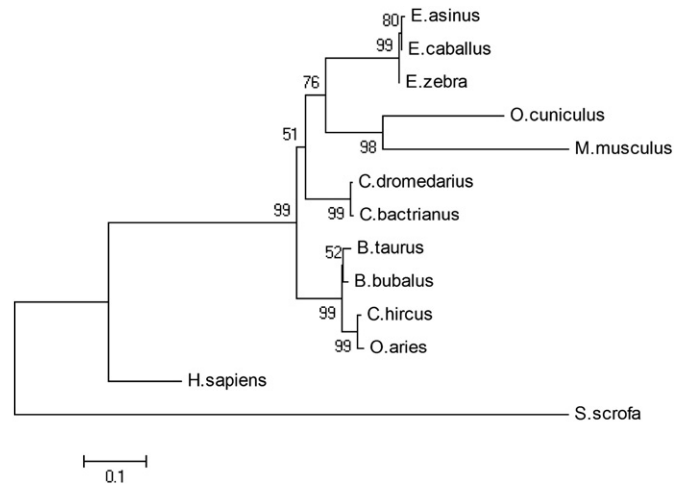 E.asinus
80
99
E.caballus
E.zebra
76
O.cuniculus
51
98
M.musculus
C.dromedarius
99
99
C.bactrianus
B.taurus
52
B.bubalus
99
C.hircus
99
O.aries
H.sapiens
S.scrofa
0.1